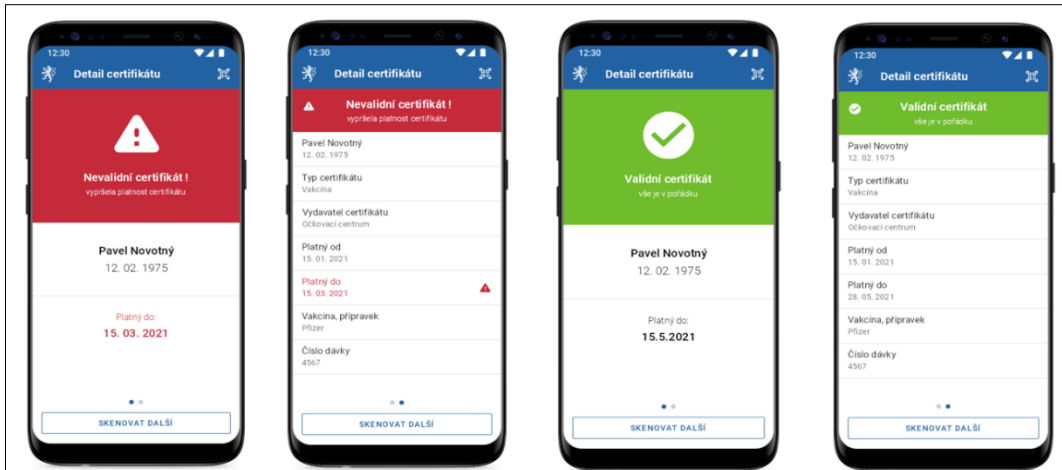 12:30
Detail certifikátu
Nevalidní certifikát !
vypršela platnost certifikátu
Pavel Novotný
12. 02. 1975
Platný do:
15. 03. 2021
SKENOVAT DALŠÍ
12:30
Detail certifikátu
Nevalidní certifikát !
vypršela platnost certifikátu
Pavel Novotný
12. 02. 1975
Typ certifikátu
Vakcína
Vydavatel certifikátu
Očkovací centrum
Platný od
15. 01. 2021
Platný do
15. 03. 2021
Vakcína, přípravek
Pfizer
Číslo dávky
4567
SKENOVAT DALŠÍ
12:30
Detail certifikátu
Validní certifikát
vše je v pořádku
Pavel Novotný
12. 02. 1975
Platný do:
15.5.2021
SKENOVAT DALŠÍ
12:30
Detail certifikátu
Validní certifikát
vše je v pořádku
Pavel Novotný
12. 02. 1975
Typ certifikátu
Vakcína
Vydavatel certifikátu
Očkovací centrum
Platný od
15. 01. 2021
Platný do
28. 05. 2021
Vakcína, přípravek
Pfizer
Číslo dávky
4567
SKENOVAT DALŠÍ